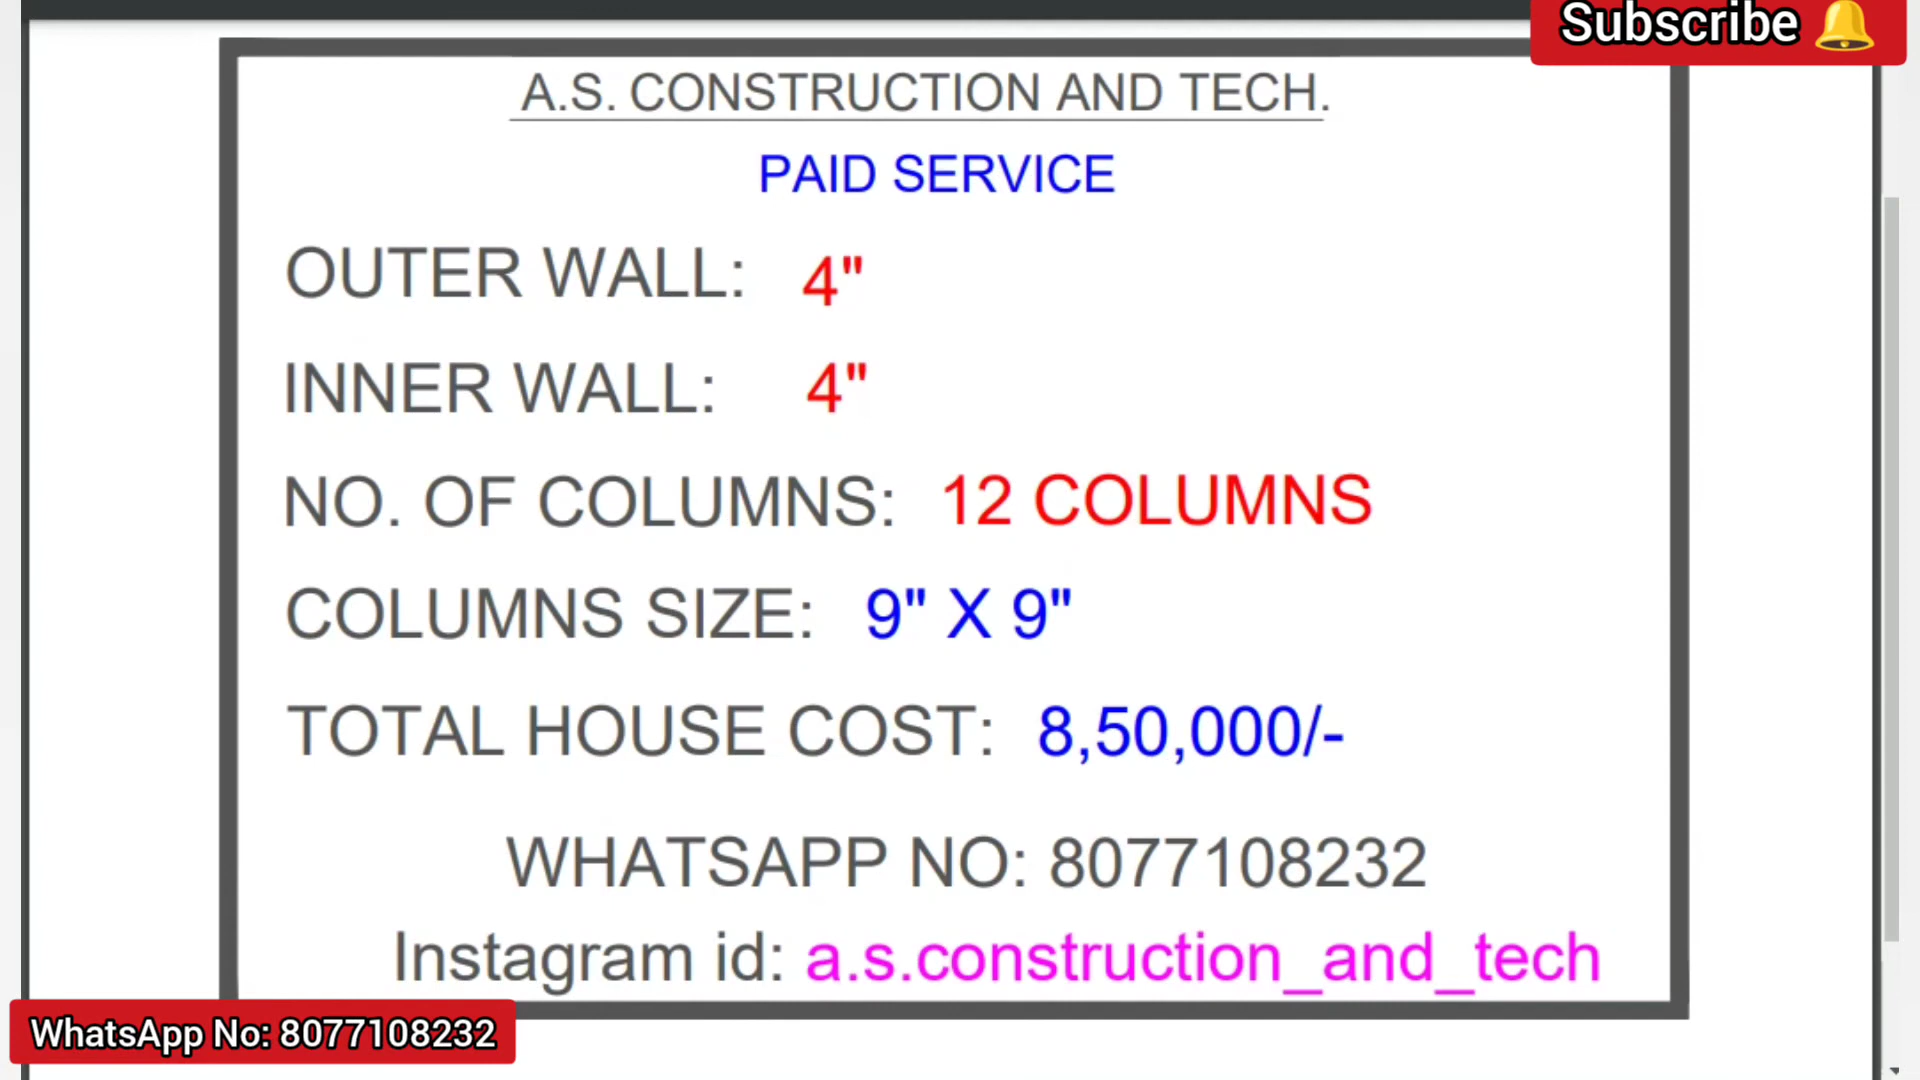 Subscribe 🔔
A.S. CONSTRUCTION AND TECH.
PAID SERVICE
OUTER WALL: 4"
INNER WALL: 4"
NO. OF COLUMNS: 12 COLUMNS
COLUMNS SIZE: 9" X 9"
TOTAL HOUSE COST: 8,50,000/-
WHATSAPP NO: 8077108232
Instagram id: a.s.construction_and_tech
WhatsApp No: 8077108232